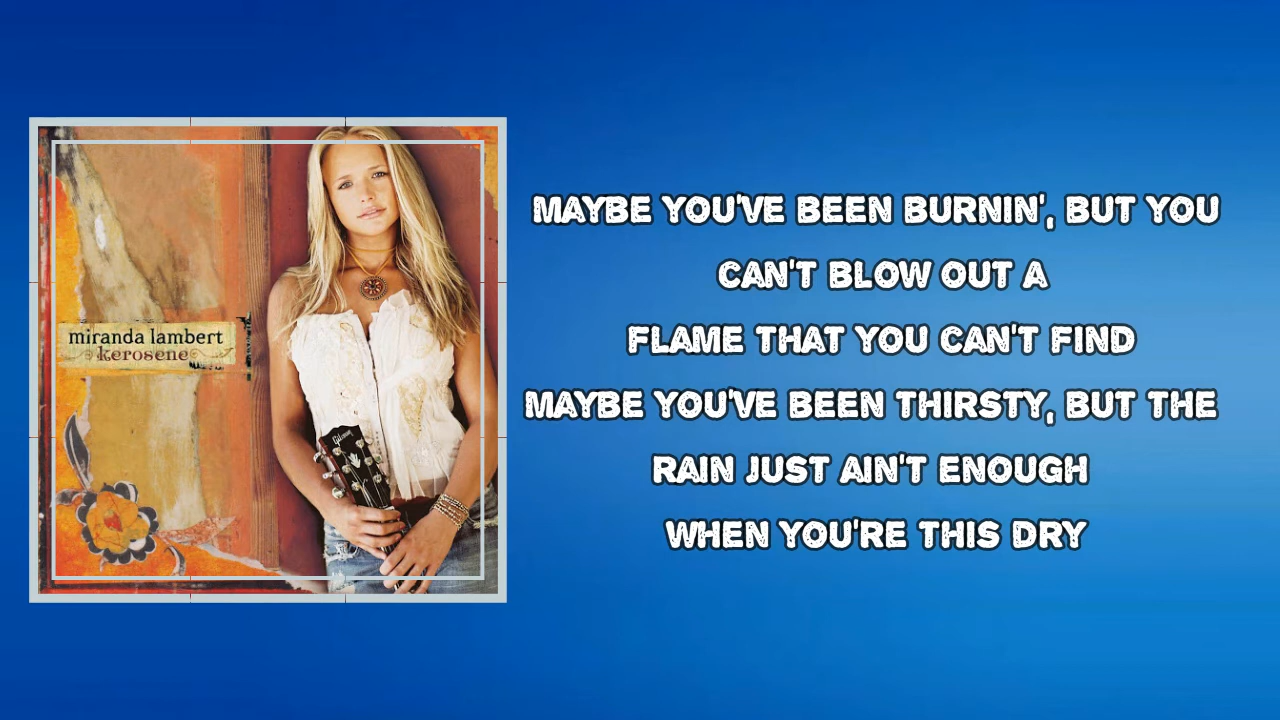 miranda lambert
kerosene
Gibson
MAYBE YOU'VE BEEN BURNIN', BUT YOU
CAN'T BLOW OUT A
FLAME THAT YOU CAN'T FIND
MAYBE YOU'VE BEEN THIRSTY, BUT THE
RAIN JUST AIN'T ENOUGH
WHEN YOU'RE THIS DRY